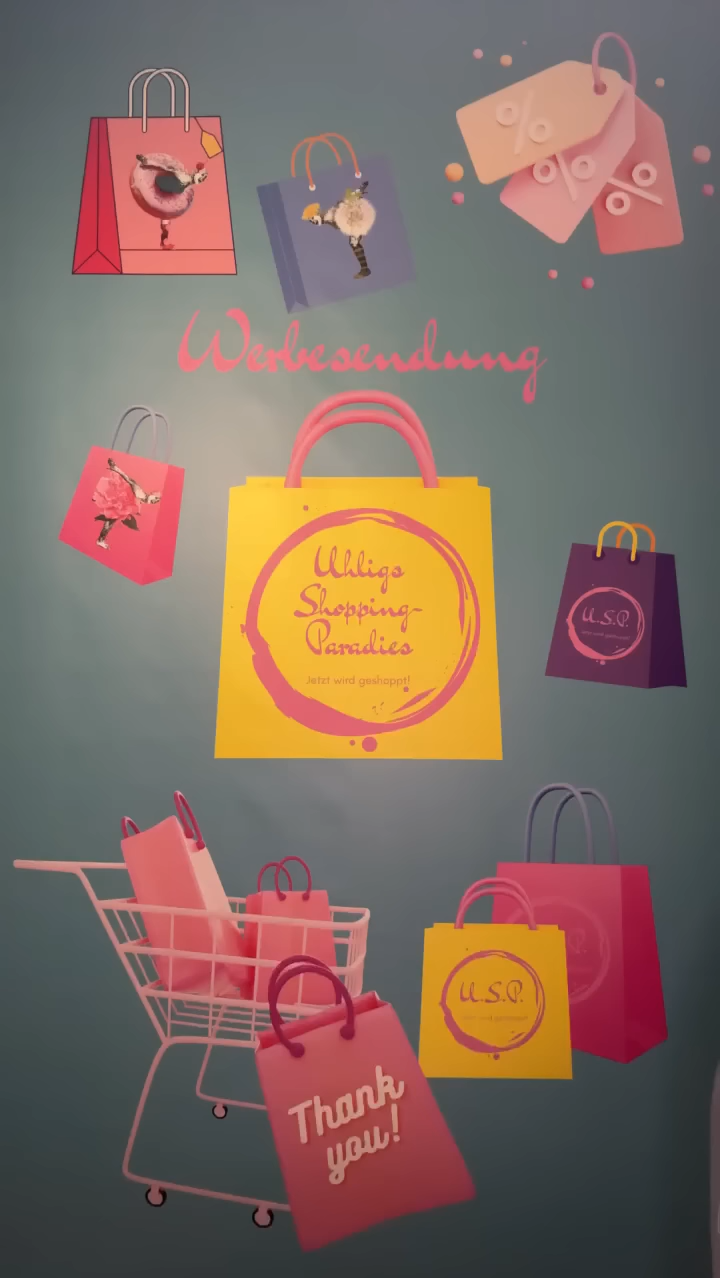 % % %
Werbesendung
Uhligs
Shopping-
Paradies
Jetzt wird geshoppt!
U.S.P.
U.S.P.
Thank
you!